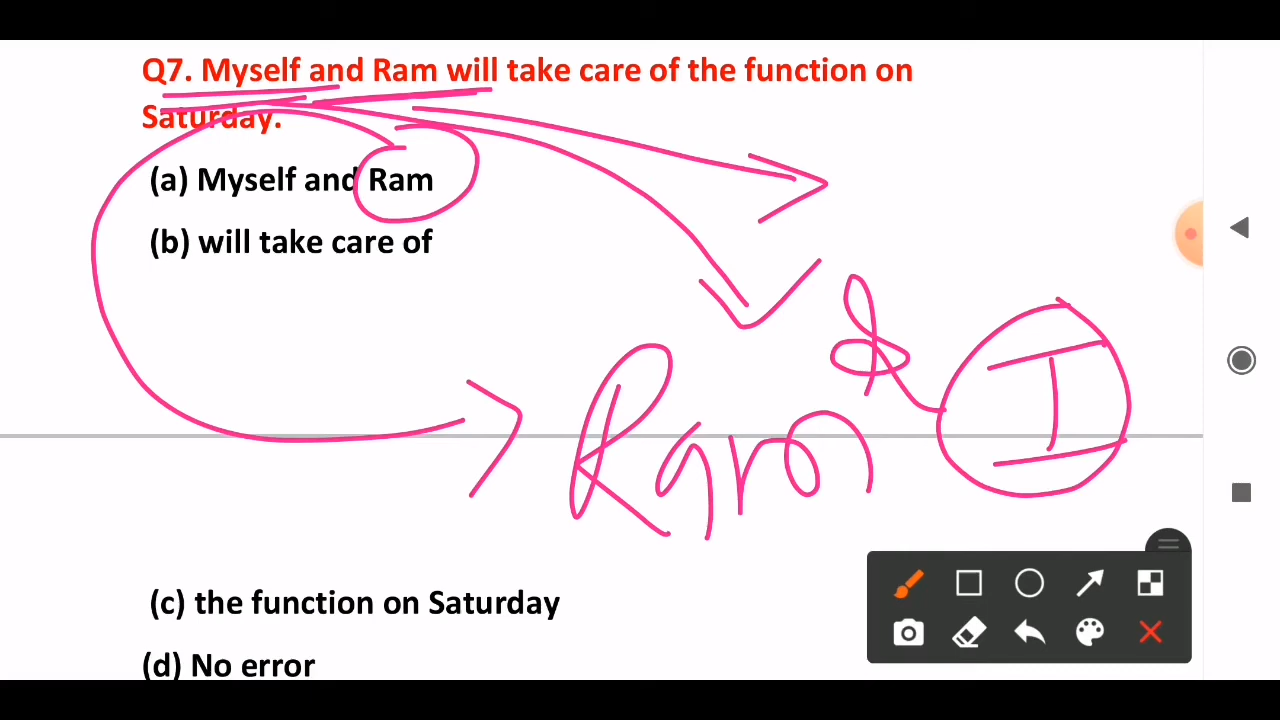 Q7. Myself and Ram will take care of the function on
Saturday.
(a) Myself and Ram
(b) will take care of
Ram & I
(c) the function on Saturday
(d) No error